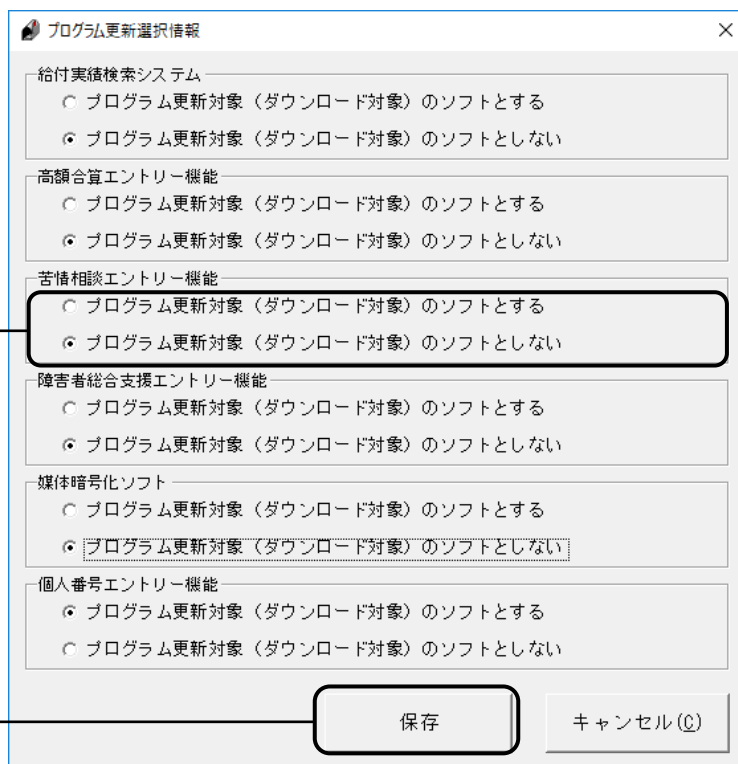 プログラム更新選択情報
給付実績検索システム
プログラム更新対象（ダウンロード対象）のソフトとする
プログラム更新対象（ダウンロード対象）のソフトとしない
高額合算エントリー機能
プログラム更新対象（ダウンロード対象）のソフトとする
プログラム更新対象（ダウンロード対象）のソフトとしない
苦情相談エントリー機能
プログラム更新対象（ダウンロード対象）のソフトとする
プログラム更新対象（ダウンロード対象）のソフトとしない
障害者総合支援エントリー機能
プログラム更新対象（ダウンロード対象）のソフトとする
プログラム更新対象（ダウンロード対象）のソフトとしない
媒体暗号化ソフト
プログラム更新対象（ダウンロード対象）のソフトとする
プログラム更新対象（ダウンロード対象）のソフトとしない
個人番号エントリー機能
プログラム更新対象（ダウンロード対象）のソフトとする
プログラム更新対象（ダウンロード対象）のソフトとしない
保存 キャンセル(C)